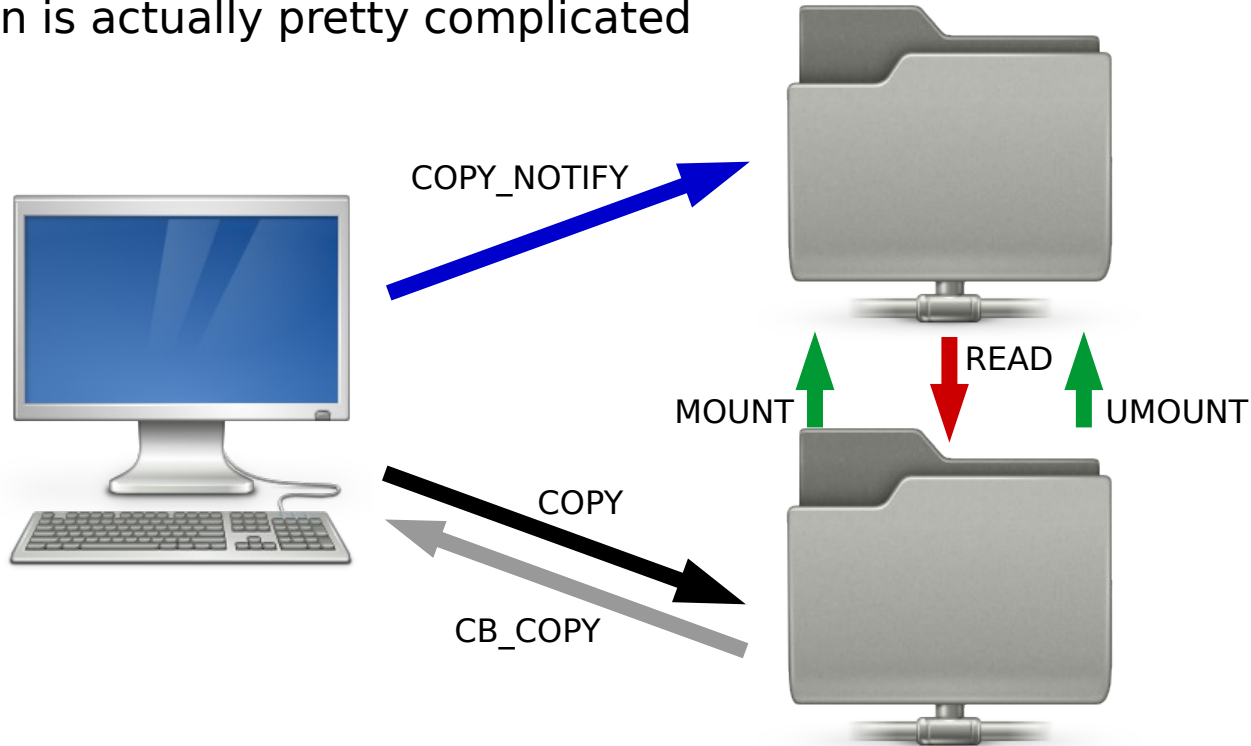 n is actually pretty complicated
COPY_NOTIFY
READ
MOUNT
UMOUNT
COPY
CB_COPY